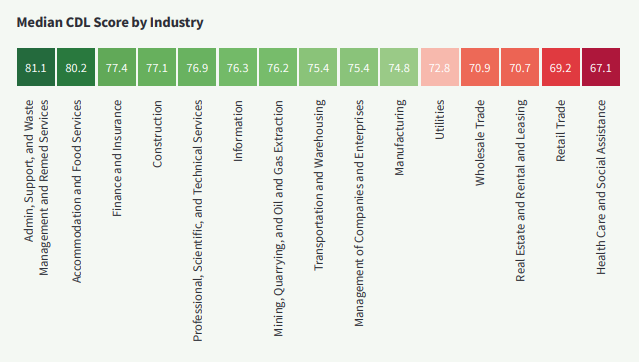 Median CDL Score by Industry
81.1 80.2 77.4 77.1 76.9 76.3 76.2 75.4 75.4 74.8 72.8 70.9 70.7 69.2 67.1
Admin, Support, and Waste
Management and Remed Services
Accommodation and Food Services
Finance and Insurance
Construction
Professional, Scientific, and Technical Services
Information
Mining, Quarrying, and Oil and Gas Extraction
Transportation and Warehousing
Management of Companies and Enterprises
Manufacturing
Utilities
Wholesale Trade
Real Estate and Rental and Leasing
Retail Trade
Health Care and Social Assistance